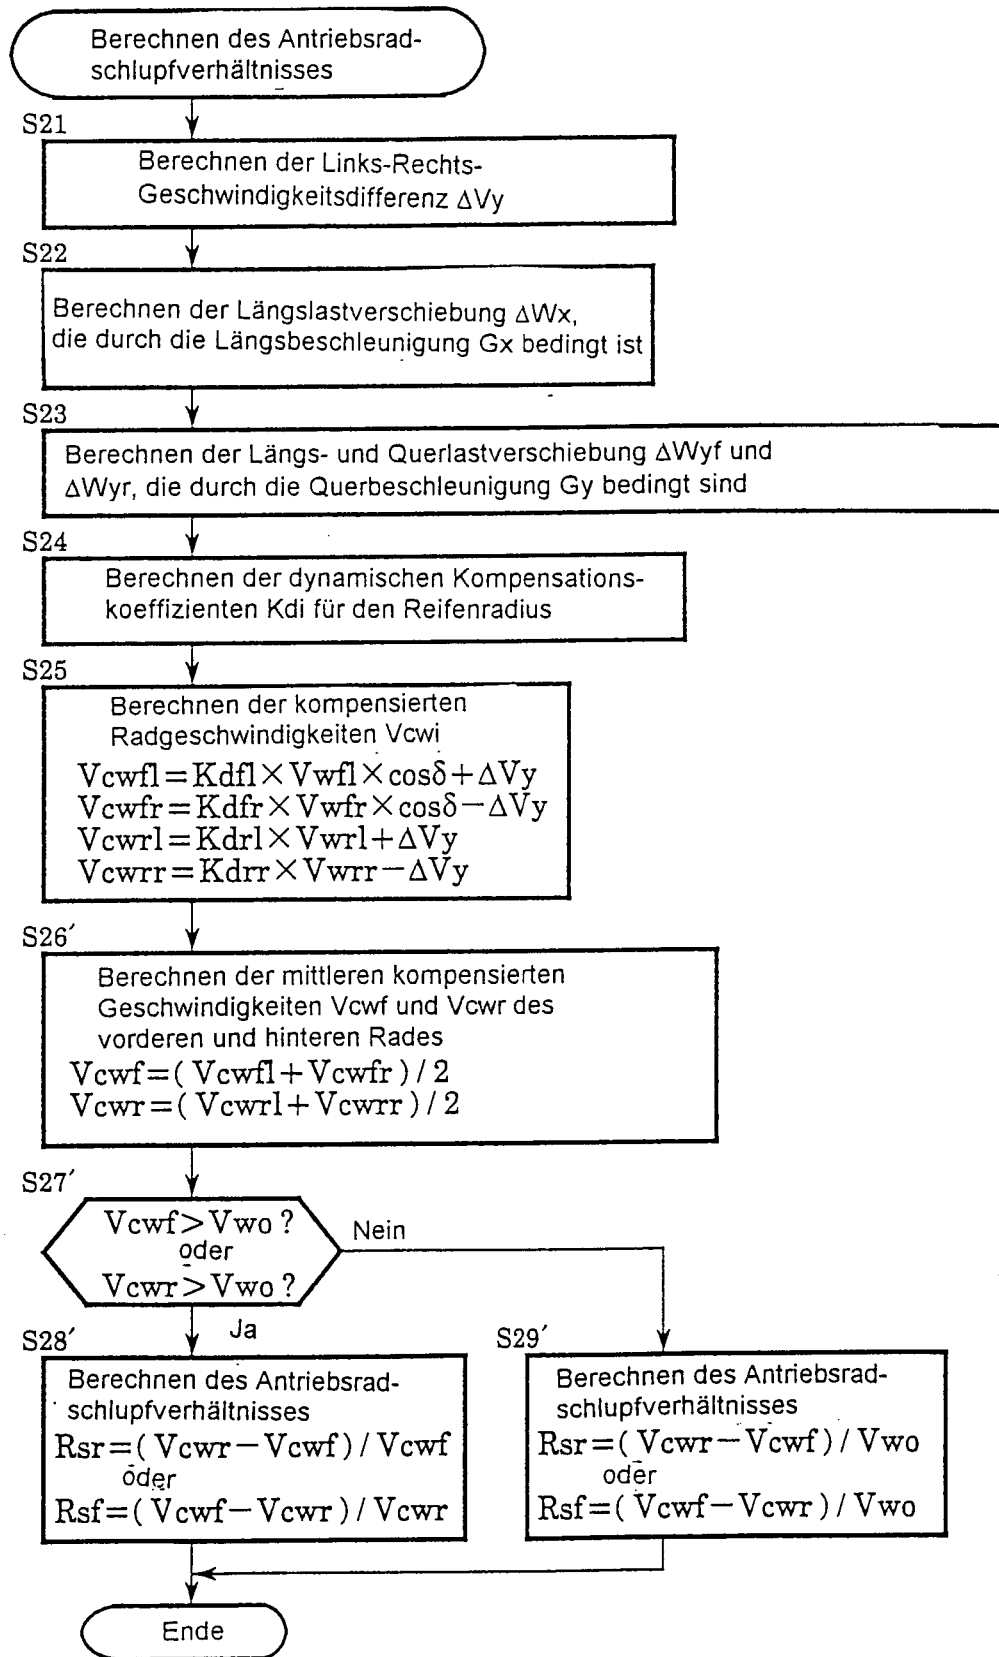 Berechnen des Antriebsrad-
schlupfverhältnisses
S21
Berechnen der Links-Rechts-
Geschwindigkeitsdifferenz ΔVy
S22
Berechnen der Längslastverschiebung ΔWx,
die durch die Längsbeschleunigung Gx bedingt ist
S23
Berechnen der Längs- und Querlastverschiebung ΔWyf und
ΔWyr, die durch die Querbeschleunigung Gy bedingt sind
S24
Berechnen der dynamischen Kompensations-
koeffizienten Kdi für den Reifenradius
S25
Berechnen der kompensierten
Radgeschwindigkeiten Vcwi
Vcwfl=Kdfl×Vwfl×cosδ+ΔVy
Vcwfr=Kdfr×Vwfr×cosδ−ΔVy
Vcwrl=Kdrl×Vwrl+ΔVy
Vcwrr=Kdrr×Vwrr−ΔVy
S26′
Berechnen der mittleren kompensierten
Geschwindigkeiten Vcwf und Vcwr des
vorderen und hinteren Rades
Vcwf=(Vcwfl+Vcwfr)/2
Vcwr=(Vcwrl+Vcwrr)/2
S27′
Vcwf>Vwo?
oder
Vcwr>Vwo?
Nein
Ja
S28′
Berechnen des Antriebsrad-
schlupfverhältnisses
Rsr=(Vcwr−Vcwf)/Vcwf
oder
Rsf=(Vcwf−Vcwr)/Vcwr
S29′
Berechnen des Antriebsrad-
schlupfverhältnisses
Rsr=(Vcwr−Vcwf)/Vwo
oder
Rsf=(Vcwf−Vcwr)/Vwo
Ende